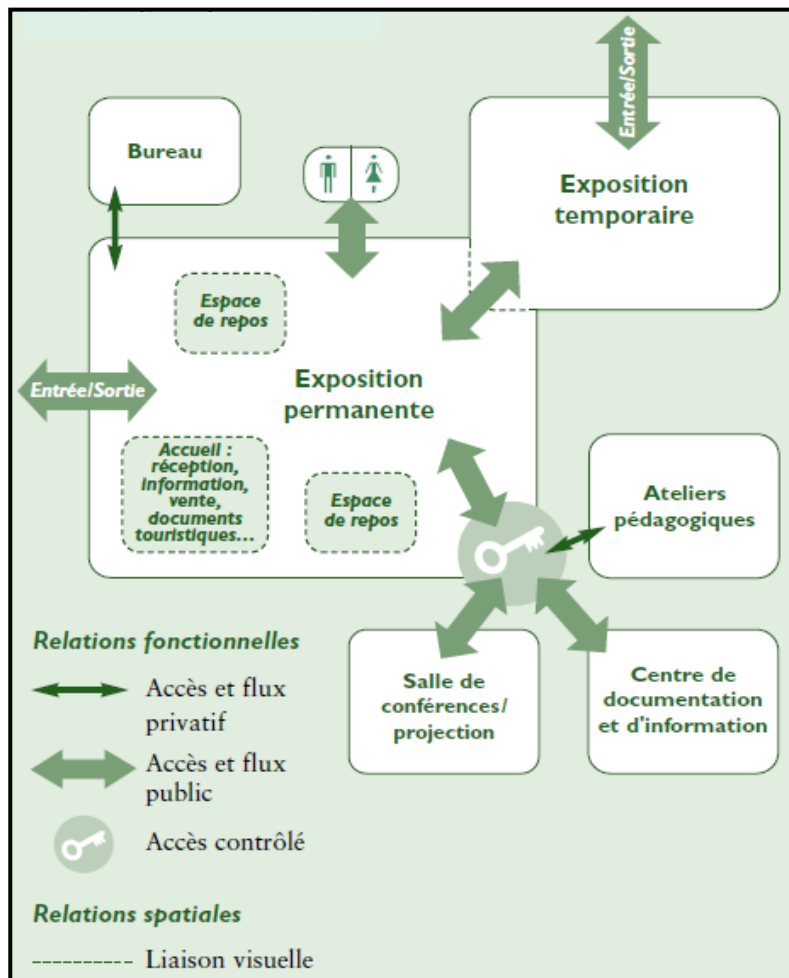 Entrée/Sortie
Bureau
Exposition
temporaire
Espace
de repos
Entrée/Sortie
Exposition
permanente
Accueil :
réception,
information,
vente,
documents
touristiques...
Espace
de repos
Ateliers
pédagogiques
Salle de
conférences/
projection
Centre de
documentation
et d'information
Relations fonctionnelles
Accès et flux
privatif
Accès et flux
public
Accès contrôlé
Relations spatiales
Liaison visuelle